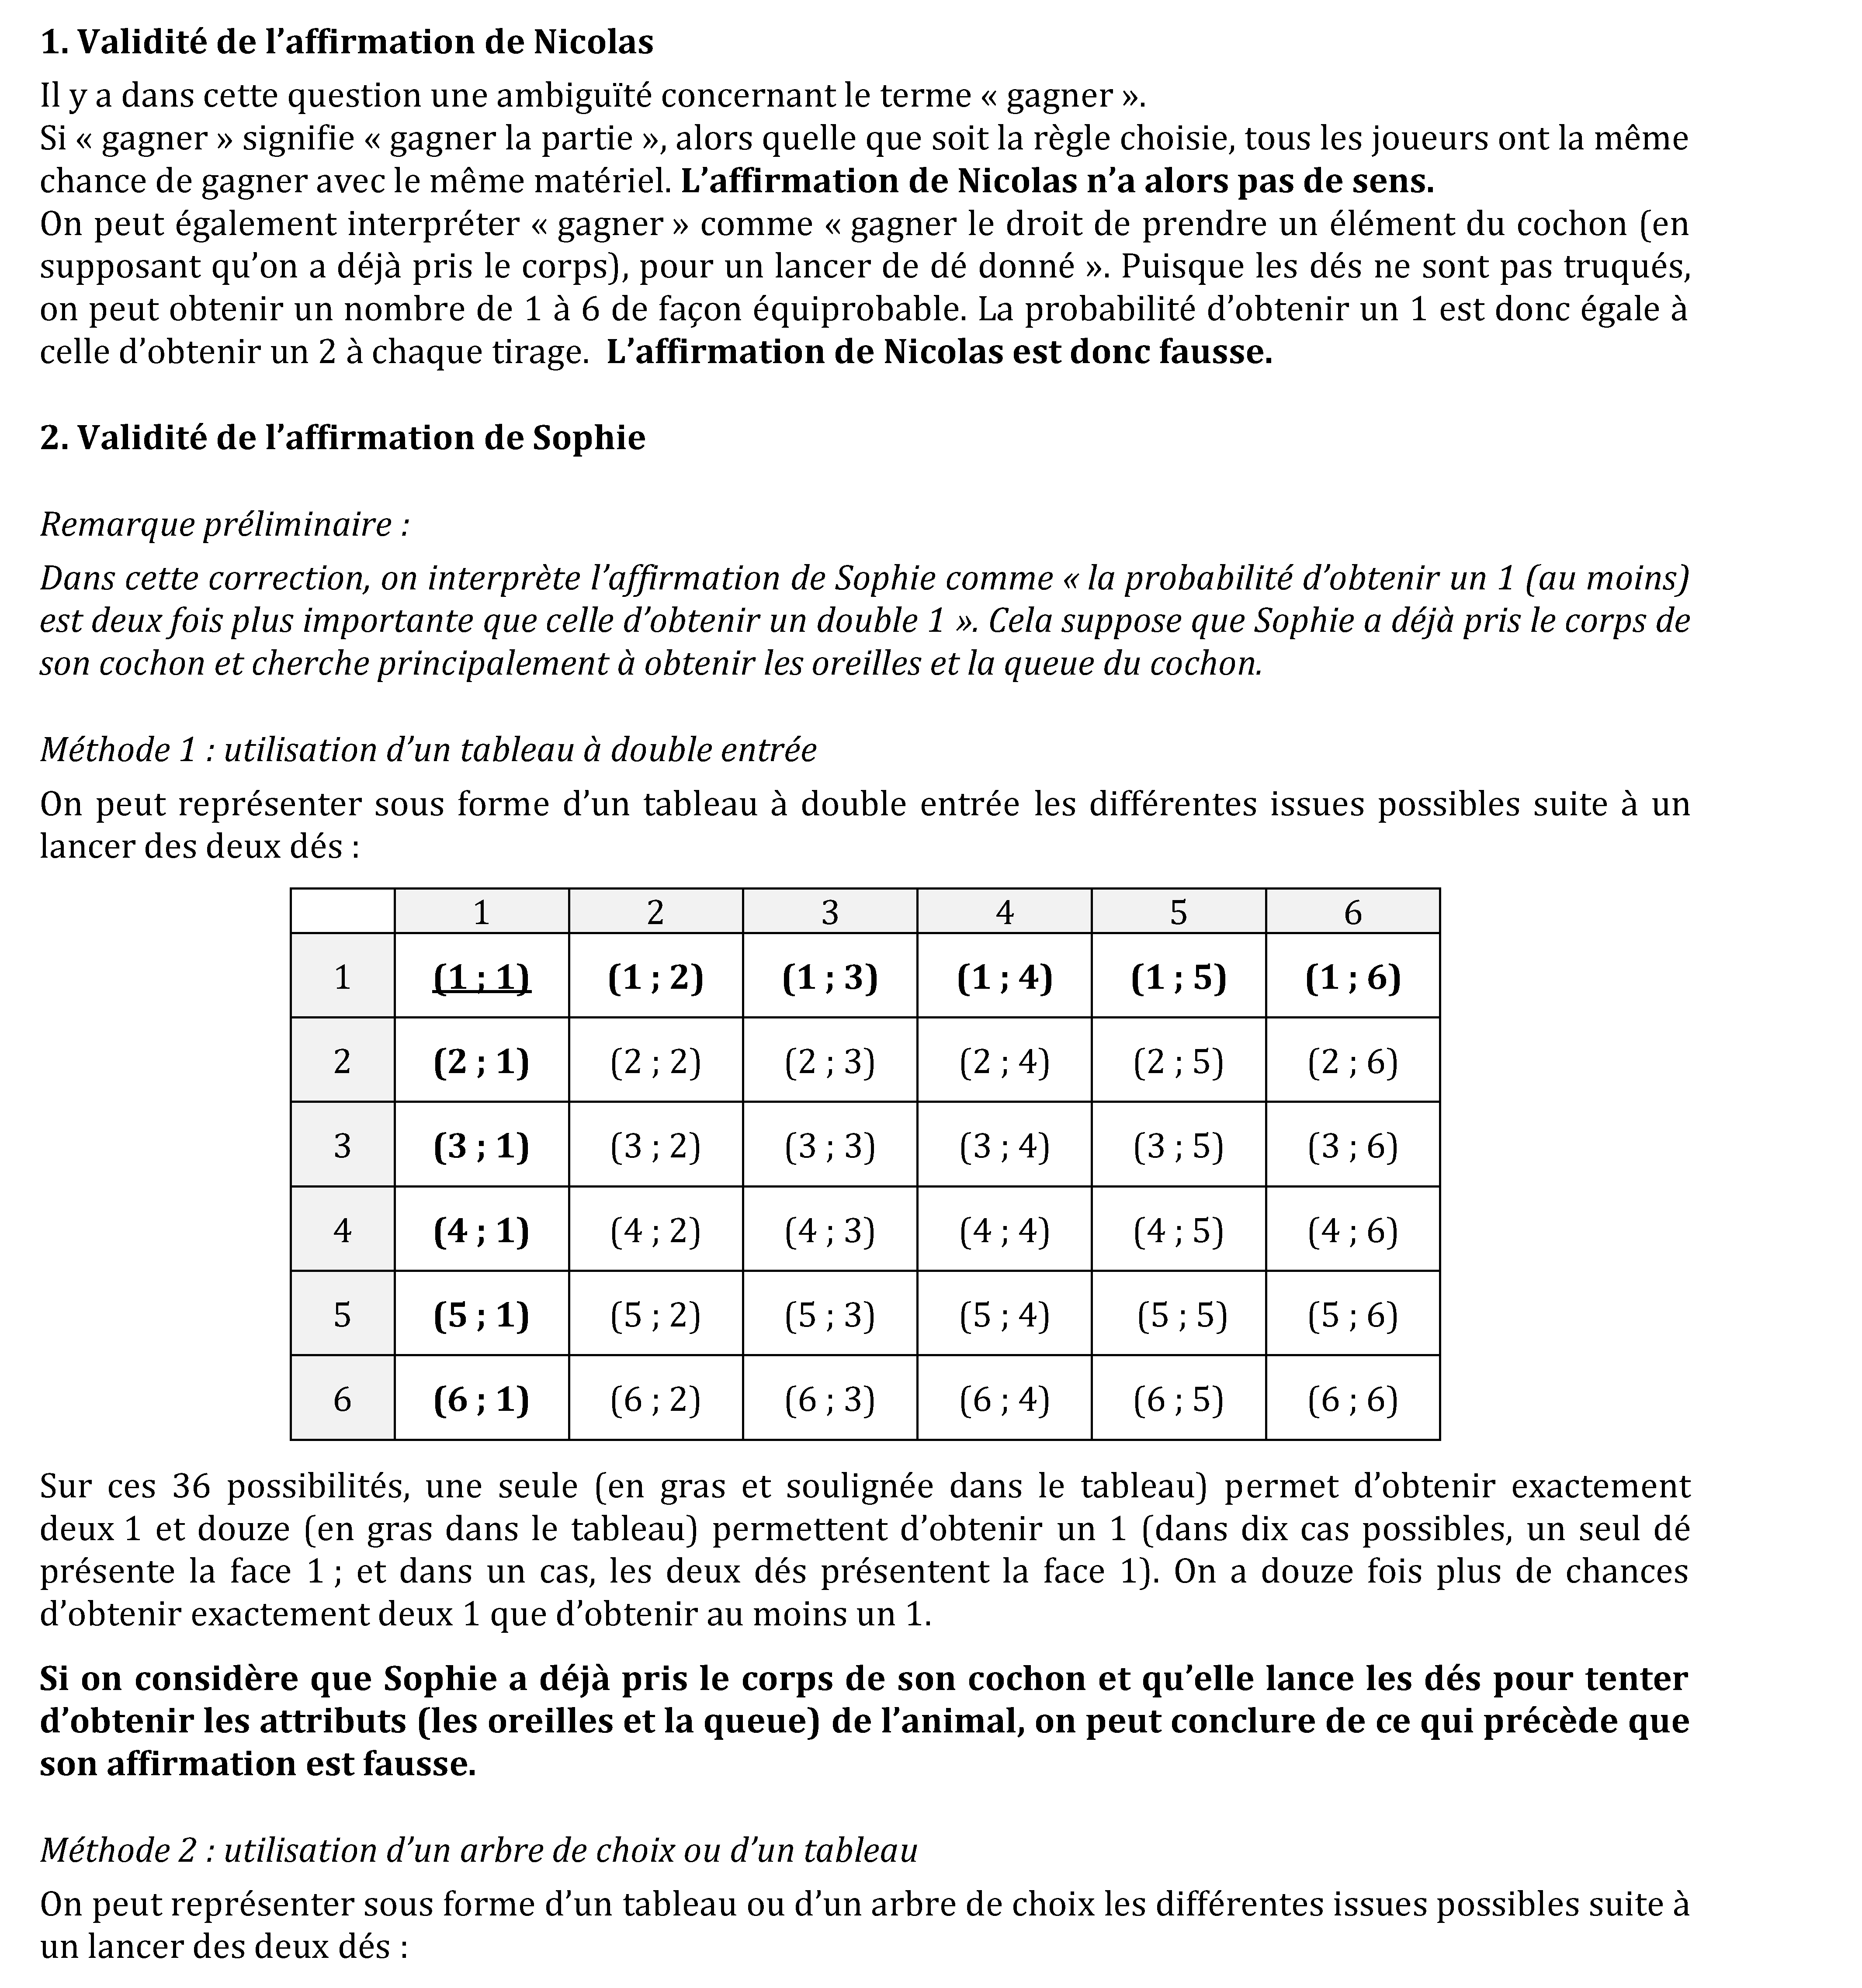 1. Validité de l’affirmation de Nicolas
Il y a dans cette question une ambiguïté concernant le terme « gagner ».
Si « gagner » signifie « gagner la partie », alors quelle que soit la règle choisie, tous les joueurs ont la même
chance de gagner avec le même matériel. L’affirmation de Nicolas n’a alors pas de sens.
On peut également interpréter « gagner » comme « gagner le droit de prendre un élément du cochon (en
supposant qu’on a déjà pris le corps), pour un lancer de dé donné ». Puisque les dés ne sont pas truqués,
on peut obtenir un nombre de 1 à 6 de façon équiprobable. La probabilité d’obtenir un 1 est donc égale à
celle d’obtenir un 2 à chaque tirage. L’affirmation de Nicolas est donc fausse.
2. Validité de l’affirmation de Sophie
Remarque préliminaire :
Dans cette correction, on interprète l’affirmation de Sophie comme « la probabilité d’obtenir un 1 (au moins)
est deux fois plus importante que celle d’obtenir un double 1 ». Cela suppose que Sophie a déjà pris le corps de
son cochon et cherche principalement à obtenir les oreilles et la queue du cochon.
Méthode 1 : utilisation d’un tableau à double entrée
On peut représenter sous forme d’un tableau à double entrée les différentes issues possibles suite à un
lancer des deux dés :
1 2 3 4 5 6
1 (1 ; 1) (1 ; 2) (1 ; 3) (1 ; 4) (1 ; 5) (1 ; 6)
2 (2 ; 1) (2 ; 2) (2 ; 3) (2 ; 4) (2 ; 5) (2 ; 6)
3 (3 ; 1) (3 ; 2) (3 ; 3) (3 ; 4) (3 ; 5) (3 ; 6)
4 (4 ; 1) (4 ; 2) (4 ; 3) (4 ; 4) (4 ; 5) (4 ; 6)
5 (5 ; 1) (5 ; 2) (5 ; 3) (5 ; 4) (5 ; 5) (5 ; 6)
6 (6 ; 1) (6 ; 2) (6 ; 3) (6 ; 4) (6 ; 5) (6 ; 6)
Sur ces 36 possibilités, une seule (en gras et soulignée dans le tableau) permet d’obtenir exactement
deux 1 et douze (en gras dans le tableau) permettent d’obtenir un 1 (dans dix cas possibles, un seul dé
présente la face 1 ; et dans un cas, les deux dés présentent la face 1). On a douze fois plus de chances
d’obtenir exactement deux 1 que d’obtenir au moins un 1.
Si on considère que Sophie a déjà pris le corps de son cochon et qu’elle lance les dés pour tenter
d’obtenir les attributs (les oreilles et la queue) de l’animal, on peut conclure de ce qui précède que
son affirmation est fausse.
Méthode 2 : utilisation d’un arbre de choix ou d’un tableau
On peut représenter sous forme d’un tableau ou d’un arbre de choix les différentes issues possibles suite à
un lancer des deux dés :